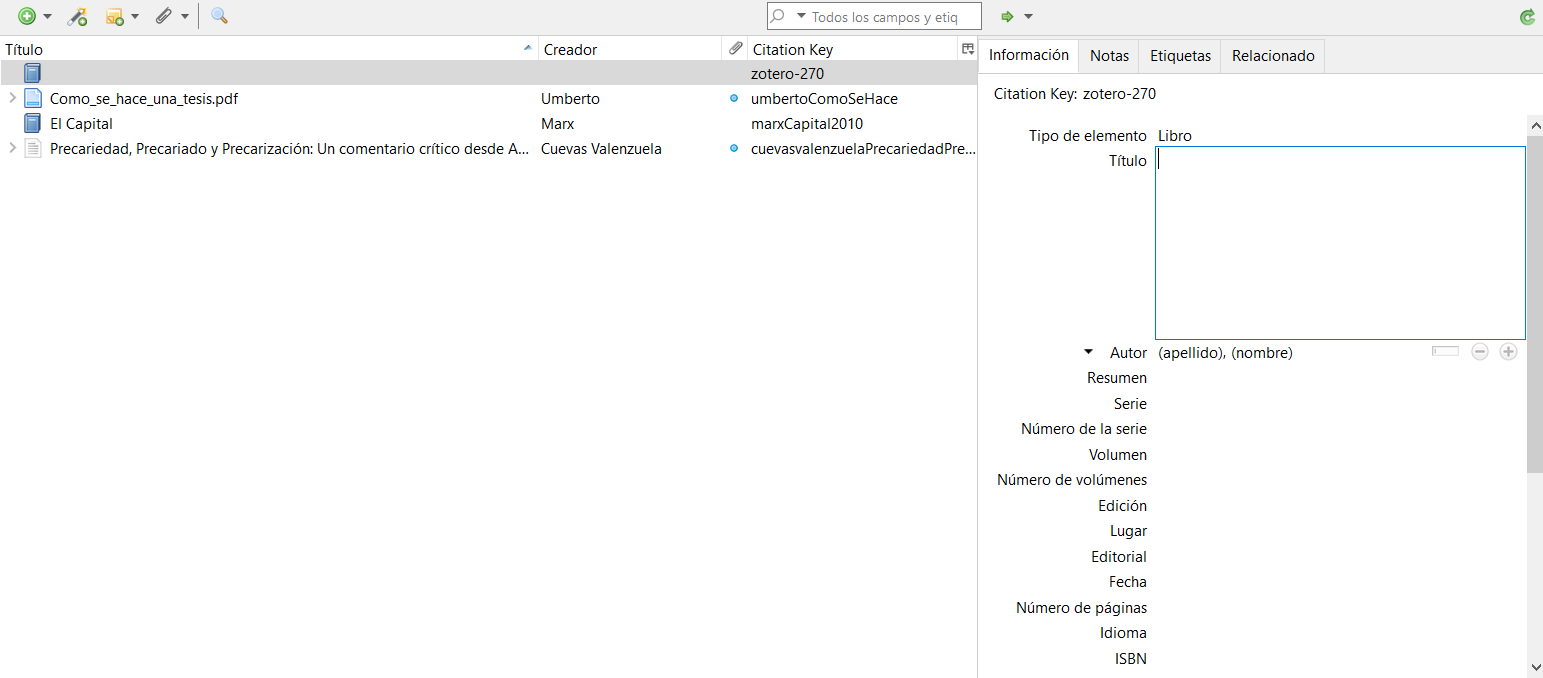 Todos los campos y etiq
Título Creador Citation Key
zotero-270
Como_se_hace_una_tesis.pdf Umberto umbertoComoSeHace
El Capital Marx marxCapital2010
Precariedad, Precariado y Precarización: Un comentario crítico desde A... Cuevas Valenzuela cuevasvalenzuelaPrecariedadPre...
Información Notas Etiquetas Relacionado
Citation Key: zotero-270
Tipo de elemento Libro
Título
Autor (apellido), (nombre)
Resumen
Serie
Número de la serie
Volumen
Número de volúmenes
Edición
Lugar
Editorial
Fecha
Número de páginas
Idioma
ISBN